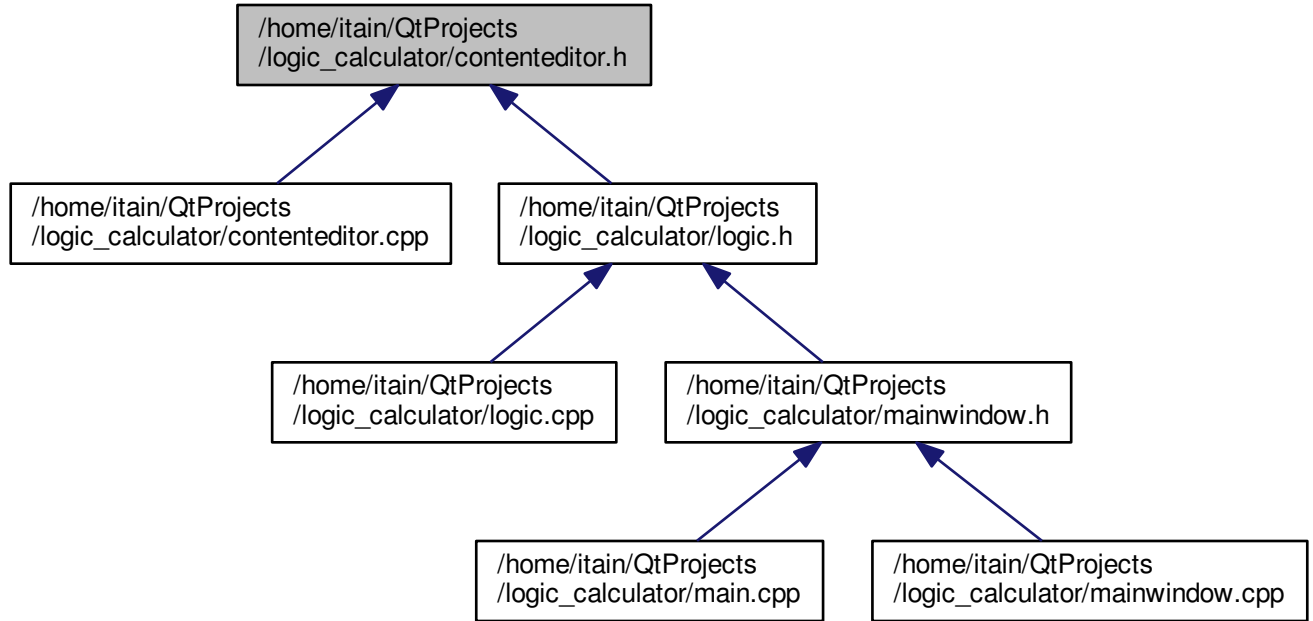 /home/itain/QtProjects
/logic_calculator/contenteditor.h
/home/itain/QtProjects
/logic_calculator/contenteditor.cpp
/home/itain/QtProjects
/logic_calculator/logic.h
/home/itain/QtProjects
/logic_calculator/logic.cpp
/home/itain/QtProjects
/logic_calculator/mainwindow.h
/home/itain/QtProjects
/logic_calculator/main.cpp
/home/itain/QtProjects
/logic_calculator/mainwindow.cpp